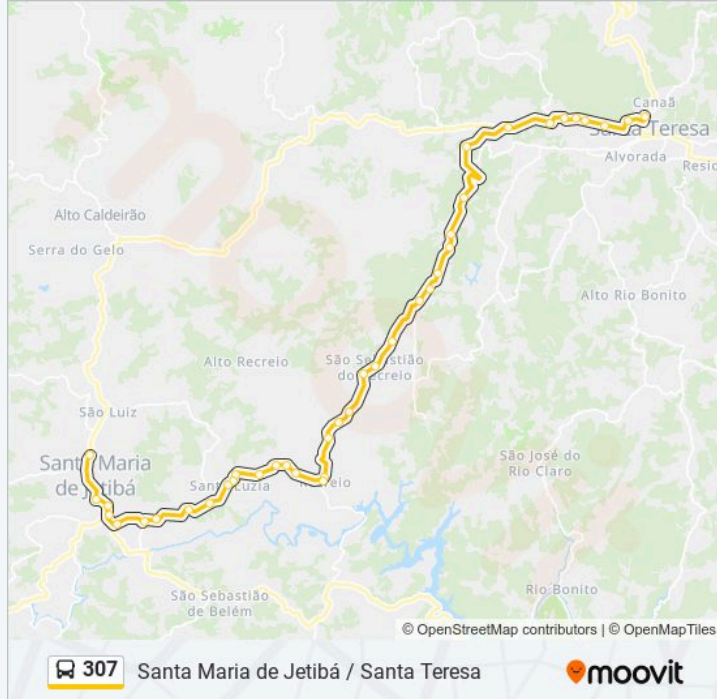 Canaã
Santa Teresa
Alvorada
Resid
Alto Caldeirão
Serra do Gelo
Alto Rio Bonito
Alto Recreio
São Sebastião
do Recreio
São Luiz
Santa Maria
de Jetibá
São José do
Rio Claro
Santa Luzia
Recreio
Rio Bonito
São Sebastião
de Belém
© OpenStreetMap contributors | © OpenMapTiles
307 Santa Maria de Jetibá / Santa Teresa
moovit